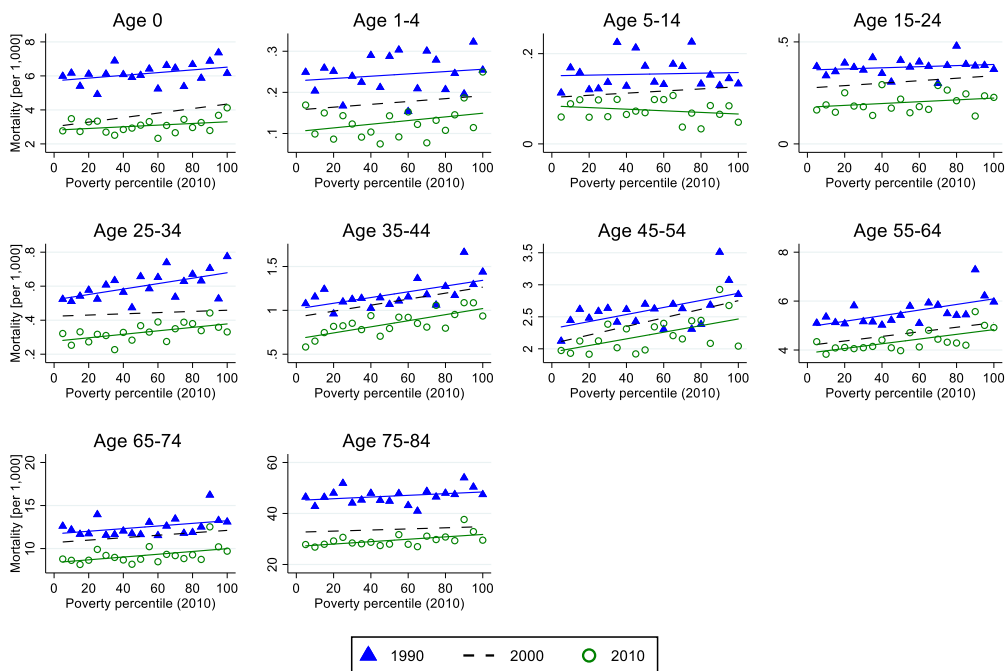 Age 0
Age 1-4
Age 5-14
Age 15-24
Mortality [per 1,000]
8
6
4
2
0 20 40 60 80 100
Poverty percentile (2010)
.3
.2
.1
0 20 40 60 80 100
Poverty percentile (2010)
.2
0
0 20 40 60 80 100
Poverty percentile (2010)
.5
0
0 20 40 60 80 100
Poverty percentile (2010)
Age 25-34
Age 35-44
Age 45-54
Age 55-64
Mortality [per 1,000]
.8
.6
.4
.2
0 20 40 60 80 100
Poverty percentile (2010)
1.5
1
.5
0 20 40 60 80 100
Poverty percentile (2010)
3.5
3
2.5
2
0 20 40 60 80 100
Poverty percentile (2010)
8
6
4
0 20 40 60 80 100
Poverty percentile (2010)
Age 65-74
Age 75-84
Mortality [per 1,000]
20
15
10
0 20 40 60 80 100
Poverty percentile (2010)
60
40
20
0 20 40 60 80 100
Poverty percentile (2010)
1990 2000 2010